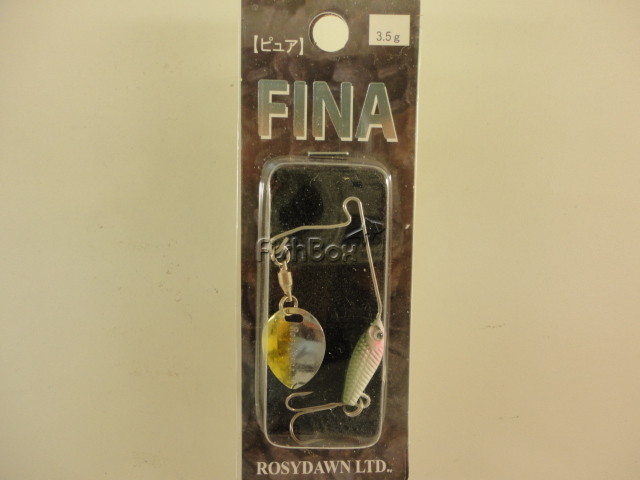 【ピュア】
3.5g
FINA
FishBox
ROSYDAWN LTD..